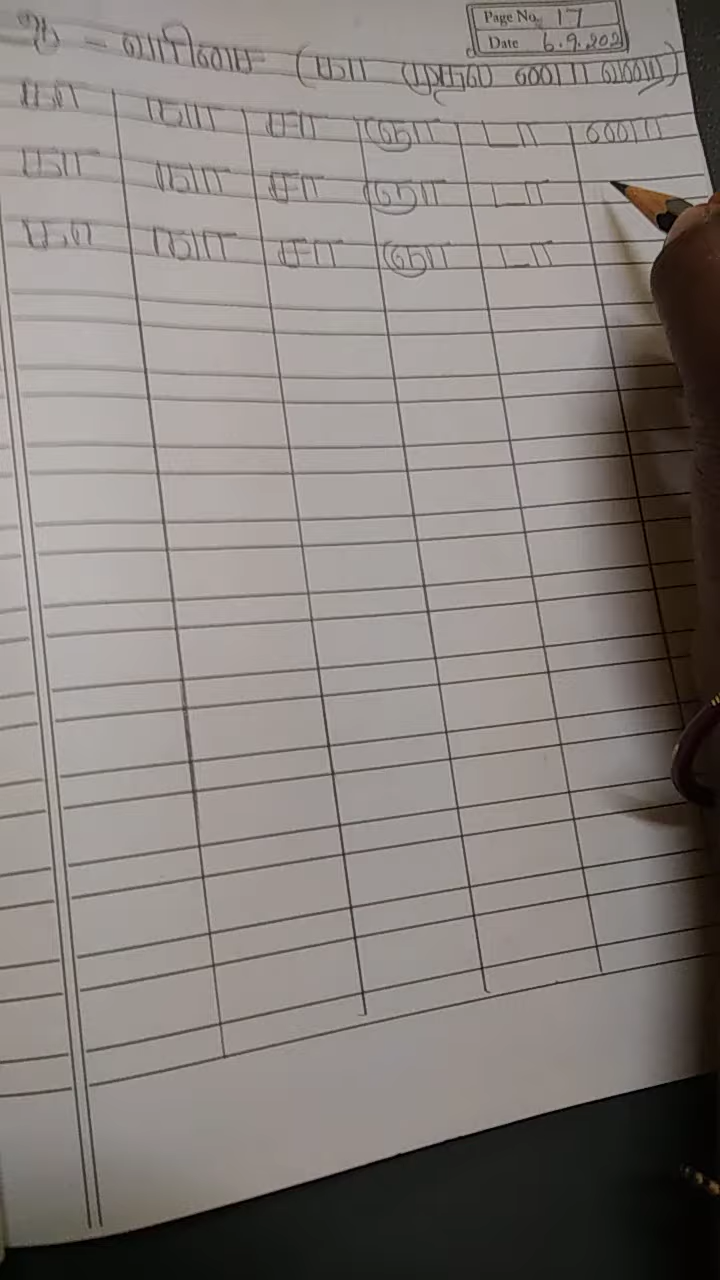 Page No. 17
Date 6.9.202
ஆ - வரிசை (கா முதல் ணா வரை)
கா ஙா சா ஞா டா ணா
கா ஙா சா ஞா டா
கா ஙா சா ஞா டா